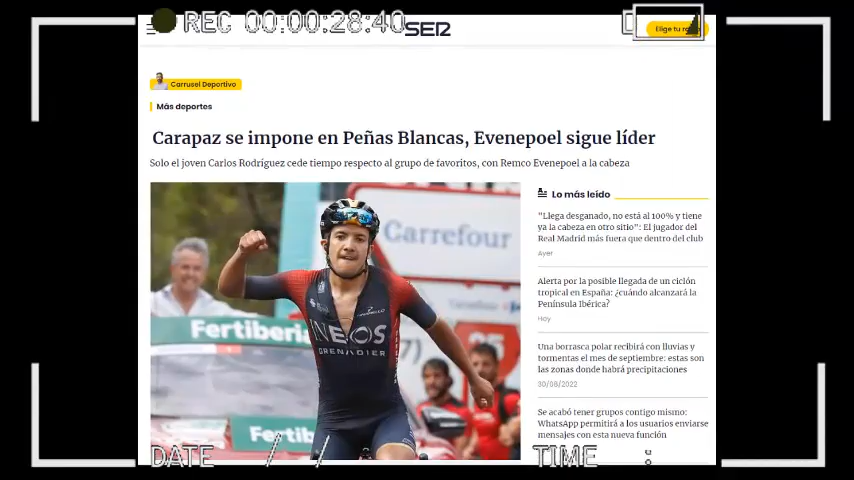 REC 00:00:28:40
SER
Carrusel Deportivo
Más deportes
Carapaz se impone en Peñas Blancas, Evenepoel sigue líder
Solo el joven Carlos Rodríguez cede tiempo respecto al grupo de favoritos, con Remco Evenepoel a la cabeza
Carrefour
Fertiberia
INEOS
GRENADIER
Fertib
Lo más leído
"Llega desganado, no está al 100% y tiene
ya la cabeza en otro sitio": El jugador del
Real Madrid más fuera que dentro del club
Ayer
Alerta por la posible llegada de un ciclón
tropical en España: ¿cuándo alcanzará la
Península Ibérica?
Hoy
Una borrasca polar recibirá con lluvias y
tormentas el mes de septiembre: estas son
las zonas donde habrá precipitaciones
30/08/2022
Se acabó tener grupos contigo mismo:
WhatsApp permitirá a los usuarios enviarse
mensajes con esta nueva función
DATE / /
TIME :
Elige tu